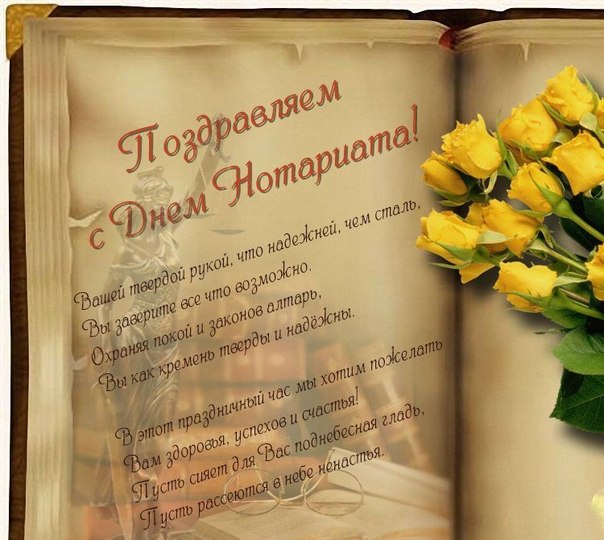 Поздравляем
с Днем Нотариата!
Вашей твердой рукой, что надежней, чем сталь,
Вы заверите все что возможно.
Охраняя покой и законов алтарь,
Вы как кремень тверды и надёжны.
В этот праздничный час мы хотим пожелать
Вам здоровья, успехов и счастья!
Пусть сияет для Вас поднебесная гладь,
Пусть рассеются в небе ненастья.